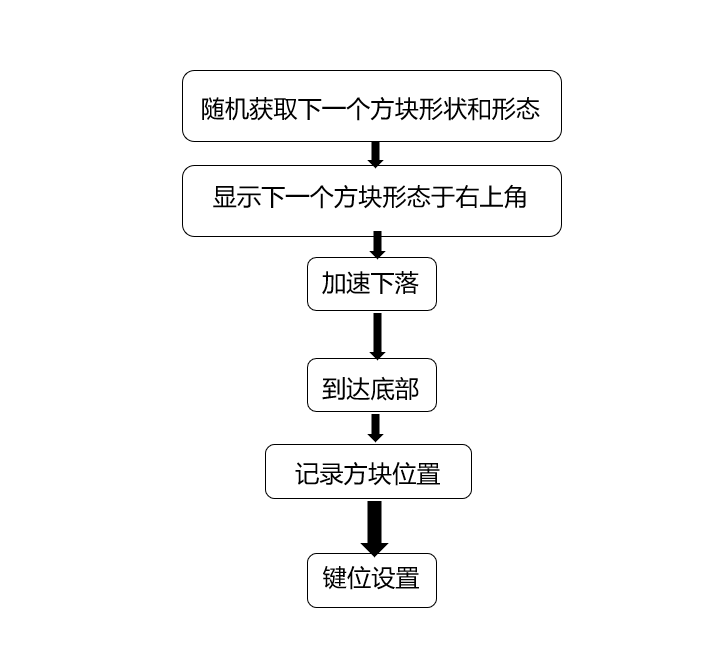 随机获取下一个方块形状和形态
显示下一个方块形态于右上角
加速下落
到达底部
记录方块位置
键位设置